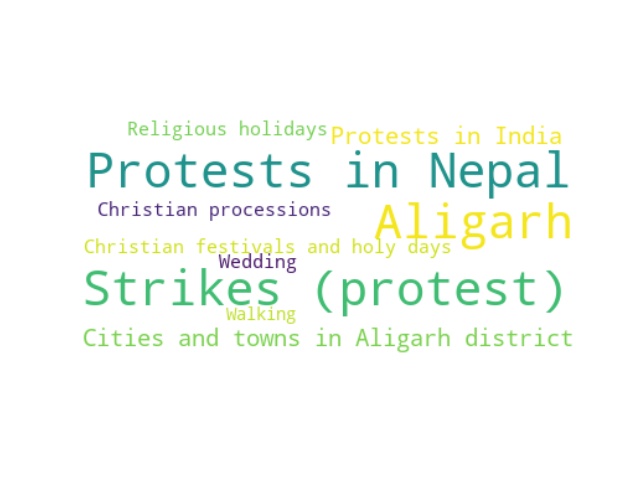 Religious holidays
Protests in India
Protests in Nepal
Christian processions
Aligarh
Christian festivals and holy days
Wedding
Strikes (protest)
Walking
Cities and towns in Aligarh district